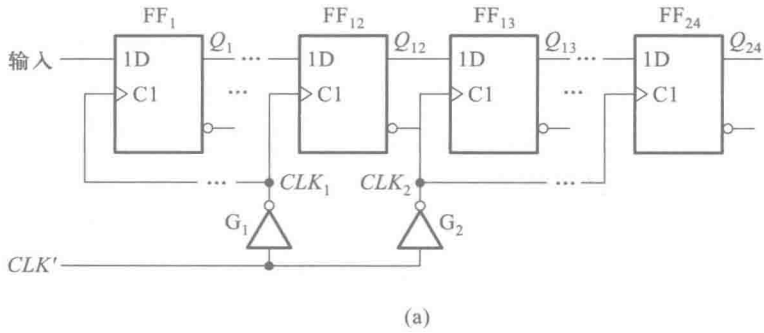 FF₁ FF₁₂ FF₁₃ FF₂₄
输入 1D Q₁ ... 1D Q₁₂ 1D Q₁₃ ... 1D Q₂₄
C1 ... C1 C1 ... C1
... CLK₁ CLK₂ ...
G₁ G₂
CLK'
(a)